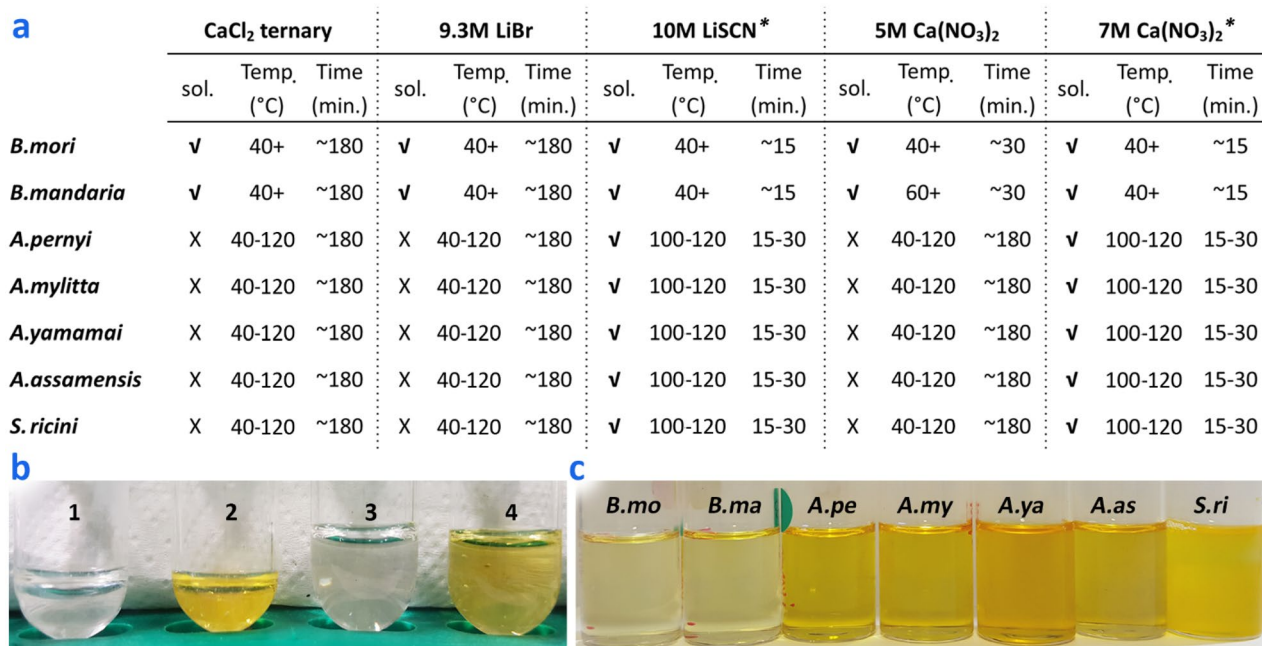 a
CaCl₂ ternary 9.3M LiBr 10M LiSCN* 5M Ca(NO₃)₂ 7M Ca(NO₃)₂*
sol. Temp. (°C) Time (min.) sol. Temp. (°C) Time (min.) sol. Temp. (°C) Time (min.) sol. Temp. (°C) Time (min.) sol. Temp. (°C) Time (min.)
B.mori √ 40+ ~180 √ 40+ ~180 √ 40+ ~15 √ 40+ ~30 √ 40+ ~15
B.mandaria √ 40+ ~180 √ 40+ ~180 √ 40+ ~15 √ 60+ ~30 √ 40+ ~15
A.pernyi X 40-120 ~180 X 40-120 ~180 √ 100-120 15-30 X 40-120 ~180 √ 100-120 15-30
A.mylitta X 40-120 ~180 X 40-120 ~180 √ 100-120 15-30 X 40-120 ~180 √ 100-120 15-30
A.yamamai X 40-120 ~180 X 40-120 ~180 √ 100-120 15-30 X 40-120 ~180 √ 100-120 15-30
A.assamensis X 40-120 ~180 X 40-120 ~180 √ 100-120 15-30 X 40-120 ~180 √ 100-120 15-30
S.ricini X 40-120 ~180 X 40-120 ~180 √ 100-120 15-30 X 40-120 ~180 √ 100-120 15-30
b
1 2 3 4
c
B.mo B.ma A.pe A.my A.ya A.as S.ri